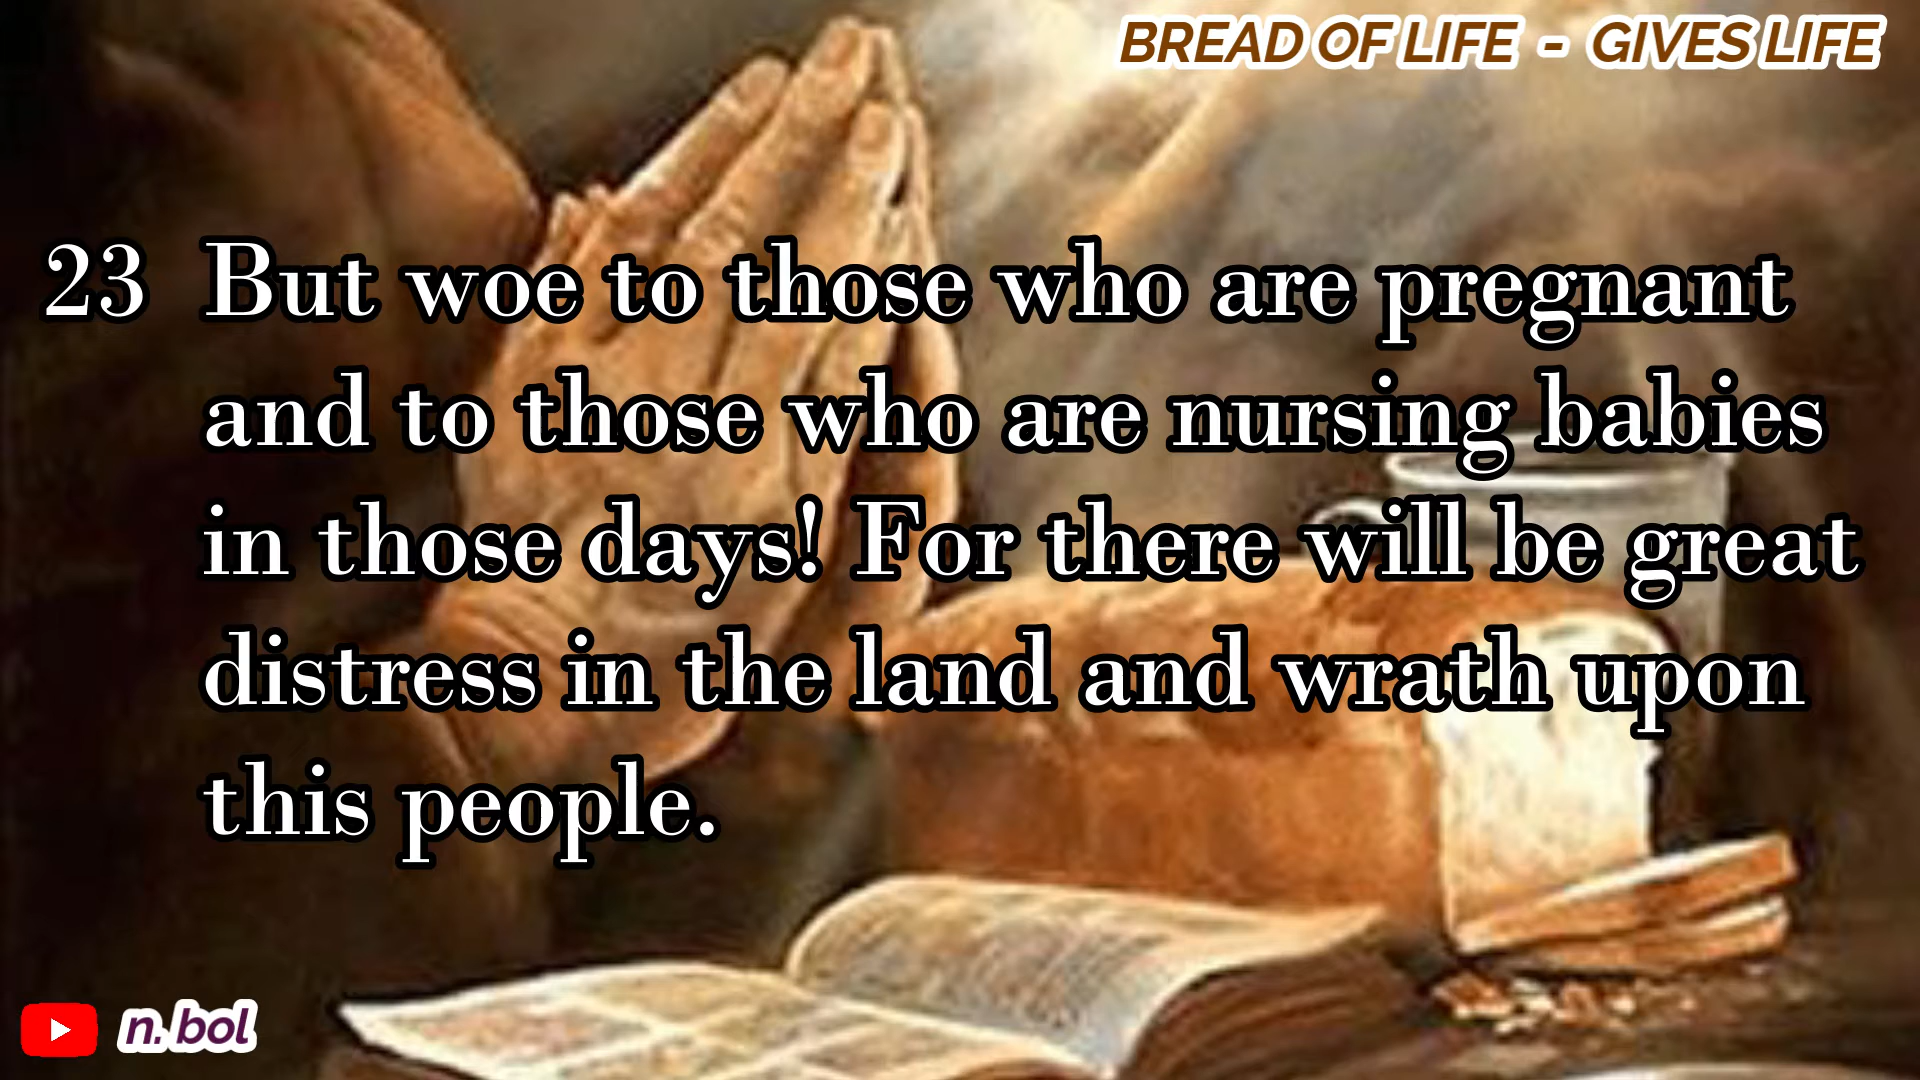 BREAD OF LIFE - GIVES LIFE
23 But woe to those who are pregnant
and to those who are nursing babies
in those days! For there will be great
distress in the land and wrath upon
this people.
n.bol